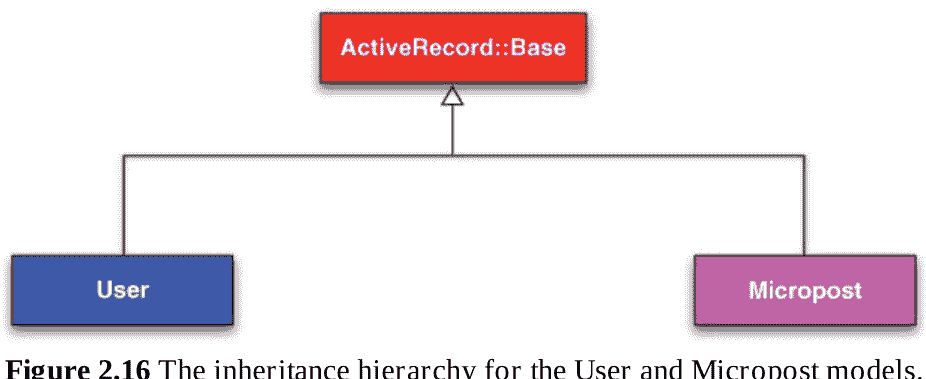 ActiveRecord::Base
User
Micropost
Figure 2.16 The inheritance hierarchy for the User and Micropost models.